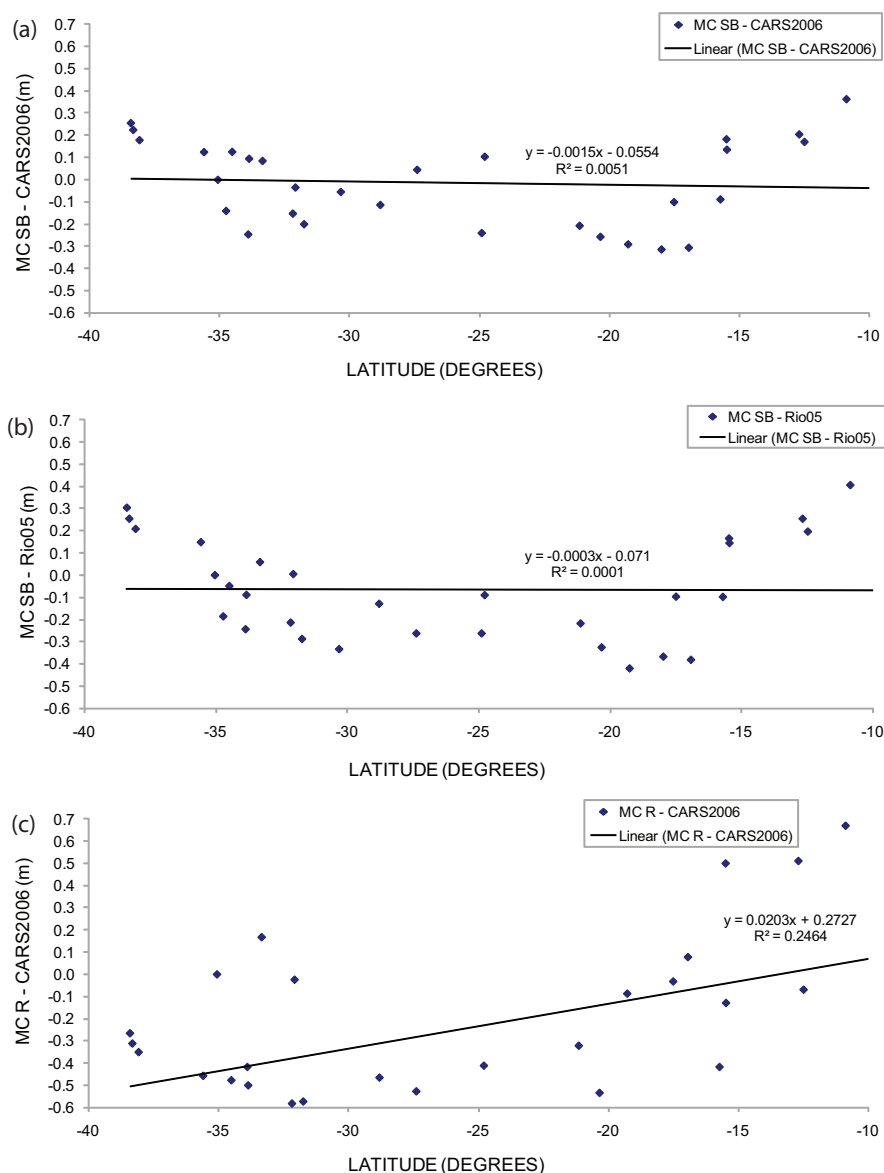 (a)
MC SB - CARS2006
Linear (MC SB - CARS2006)
MC SB - CARS2006 (m)
0.7
0.6
0.5
0.4
0.3
0.2
0.1
0.0
-0.1
-0.2
-0.3
-0.4
-0.5
-0.6
y = -0.0015x - 0.0554
R² = 0.0051
-40 -35 -30 -25 -20 -15 -10
LATITUDE (DEGREES)
(b)
MC SB - Rio05
Linear (MC SB - Rio05)
MC SB - Rio05 (m)
0.7
0.6
0.5
0.4
0.3
0.2
0.1
0.0
-0.1
-0.2
-0.3
-0.4
-0.5
-0.6
y = -0.0003x - 0.071
R² = 0.0001
-40 -35 -30 -25 -20 -15 -10
LATITUDE (DEGREES)
(c)
MC R - CARS2006
Linear (MC R - CARS2006)
MC R - CARS2006 (m)
0.7
0.6
0.5
0.4
0.3
0.2
0.1
0.0
-0.1
-0.2
-0.3
-0.4
-0.5
-0.6
y = 0.0203x + 0.2727
R² = 0.2464
-40 -35 -30 -25 -20 -15 -10
LATITUDE (DEGREES)